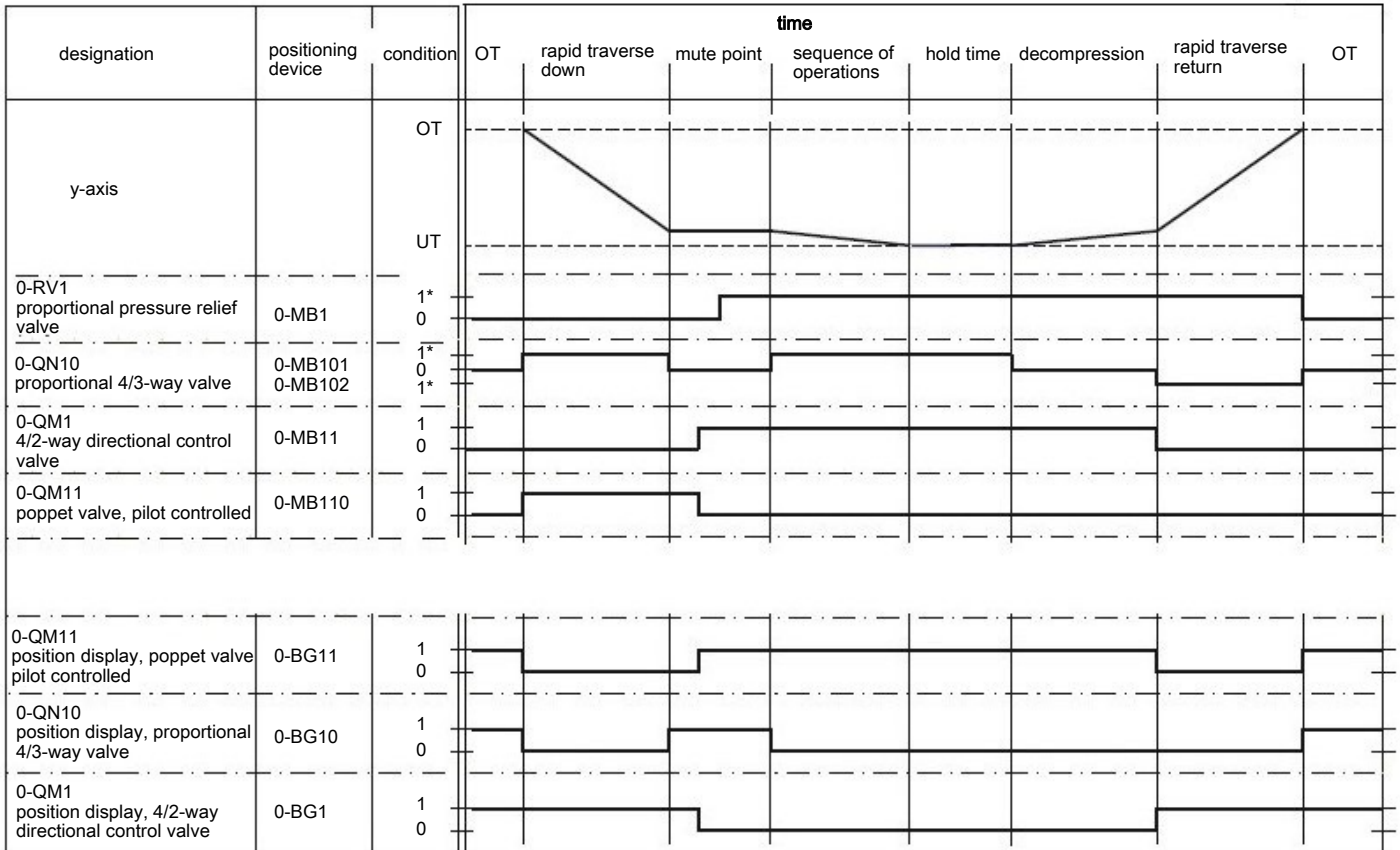 time
designation
positioning
device
condition
OT
rapid traverse
down
mute point
sequence of
operations
hold time
decompression
rapid traverse
return
OT
y-axis
OT
UT
0-RV1
proportional pressure relief
valve
0-MB1
1*
0
0-QN10
proportional 4/3-way valve
0-MB101
0-MB102
1*
0
1*
0-QM1
4/2-way directional control
valve
0-MB11
1
0
0-QM11
poppet valve, pilot controlled
0-MB110
1
0
0-QM11
position display, poppet valve
pilot controlled
0-BG11
1
0
0-QN10
position display, proportional
4/3-way valve
0-BG10
1
0
0-QM1
position display, 4/2-way
directional control valve
0-BG1
1
0